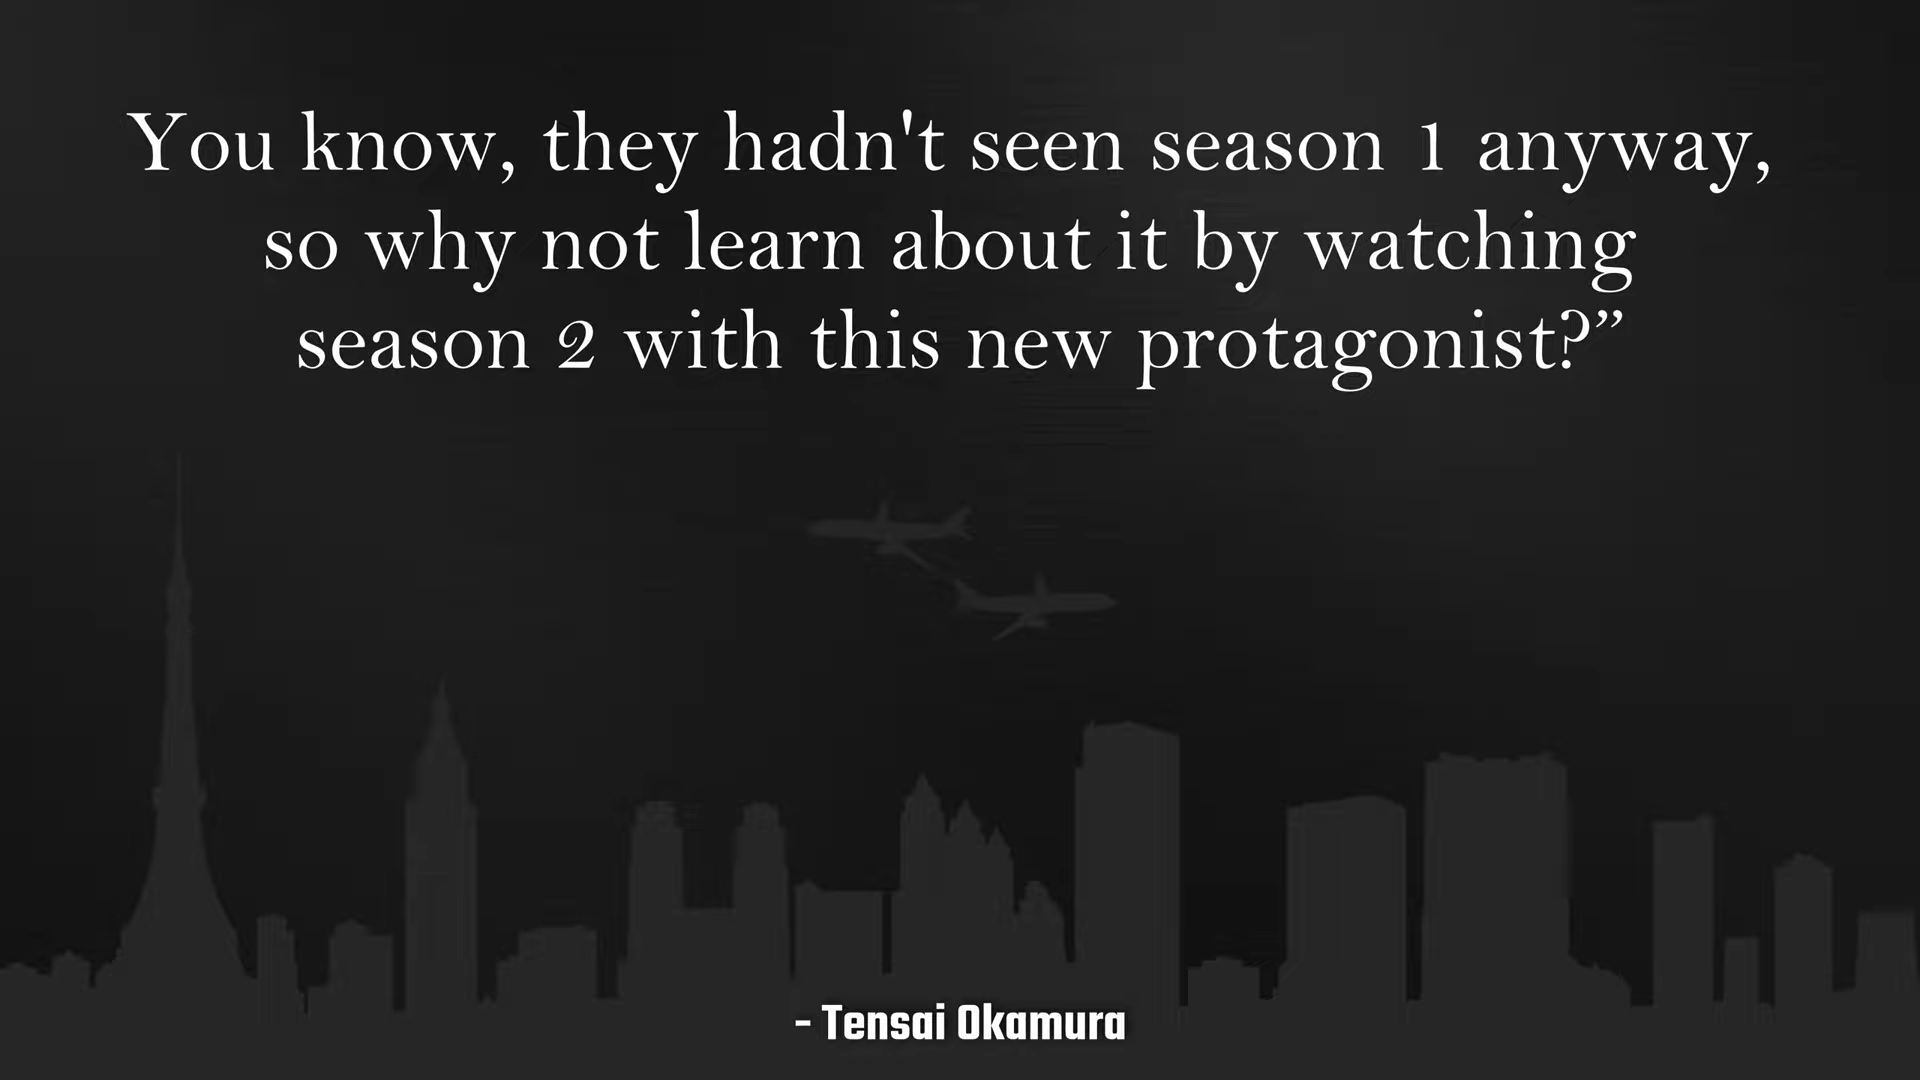 You know, they hadn't seen season 1 anyway,
so why not learn about it by watching
season 2 with this new protagonist?”
- Tensai Okamura